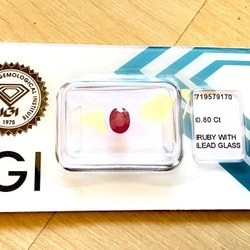 GEMOLOGICAL INSTITUTE
IGI
1975
GI
719579170
0.80 Ct
RUBY WITH
LEAD GLASS